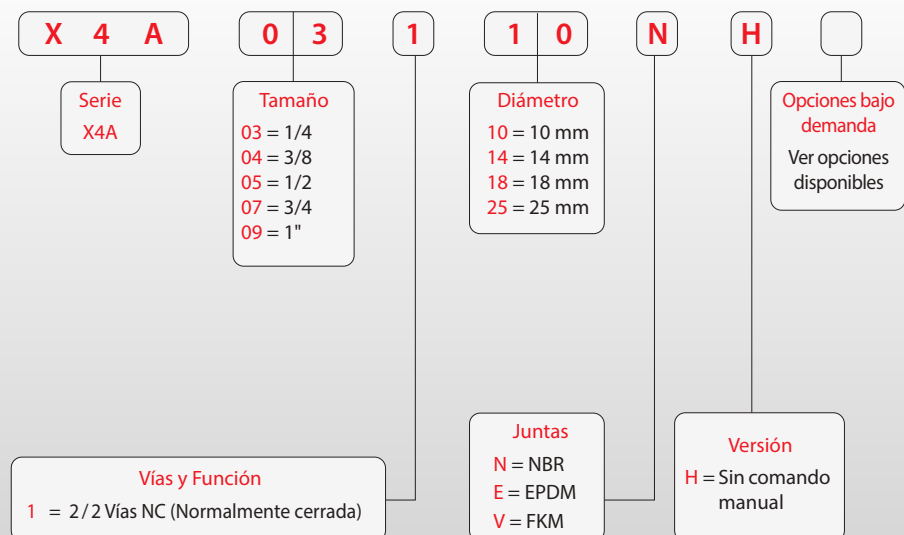 X 4 A 0 3 1 1 0 N H
Serie
X4A
Tamaño
03 = 1/4
04 = 3/8
05 = 1/2
07 = 3/4
09 = 1"
Diámetro
10 = 10 mm
14 = 14 mm
18 = 18 mm
25 = 25 mm
Opciones bajo
demanda
Ver opciones
disponibles
Vías y Función
1 = 2/2 Vías NC (Normalmente cerrada)
Juntas
N = NBR
E = EPDM
V = FKM
Versión
H = Sin comando
manual